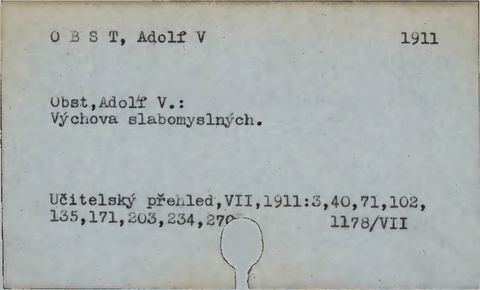 O B S T, Adolf V 1911
Obst,Adolf V.:
Výchova slabomyslných.
Učitelský přehled,VII,1911:3,40,71,102,
135,171,203,234,270 1178/VII